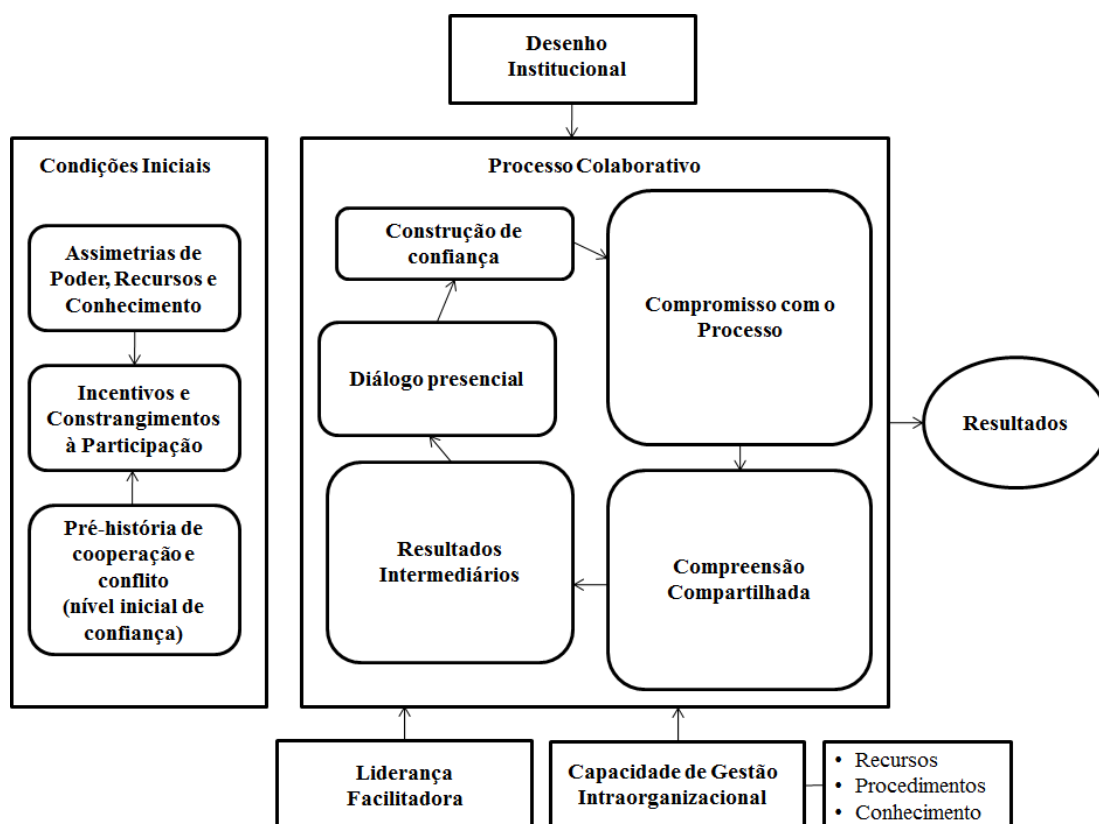 Desenho
Institucional
Condições Iniciais
Assimetrias de
Poder, Recursos e
Conhecimento
Incentivos e
Constrangimentos
à Participação
Pré-história de
cooperação e
conflito
(nível inicial de
confiança)
Processo Colaborativo
Construção de
confiança
Compromisso com o
Processo
Diálogo presencial
Resultados
Intermediários
Compreensão
Compartilhada
Resultados
Liderança
Facilitadora
Capacidade de Gestão
Intraorganizacional
• Recursos
• Procedimentos
• Conhecimento